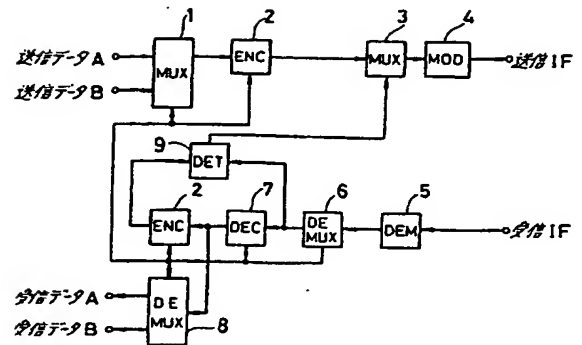 1
2
3
4
送信データA
MUX
ENC
MUX
MOD
送信IF
送信データB
9
DET
2
7
6
5
ENC
DEC
DE
MUX
DEM
受信IF
受信データA
DE
MUX
受信データB
8